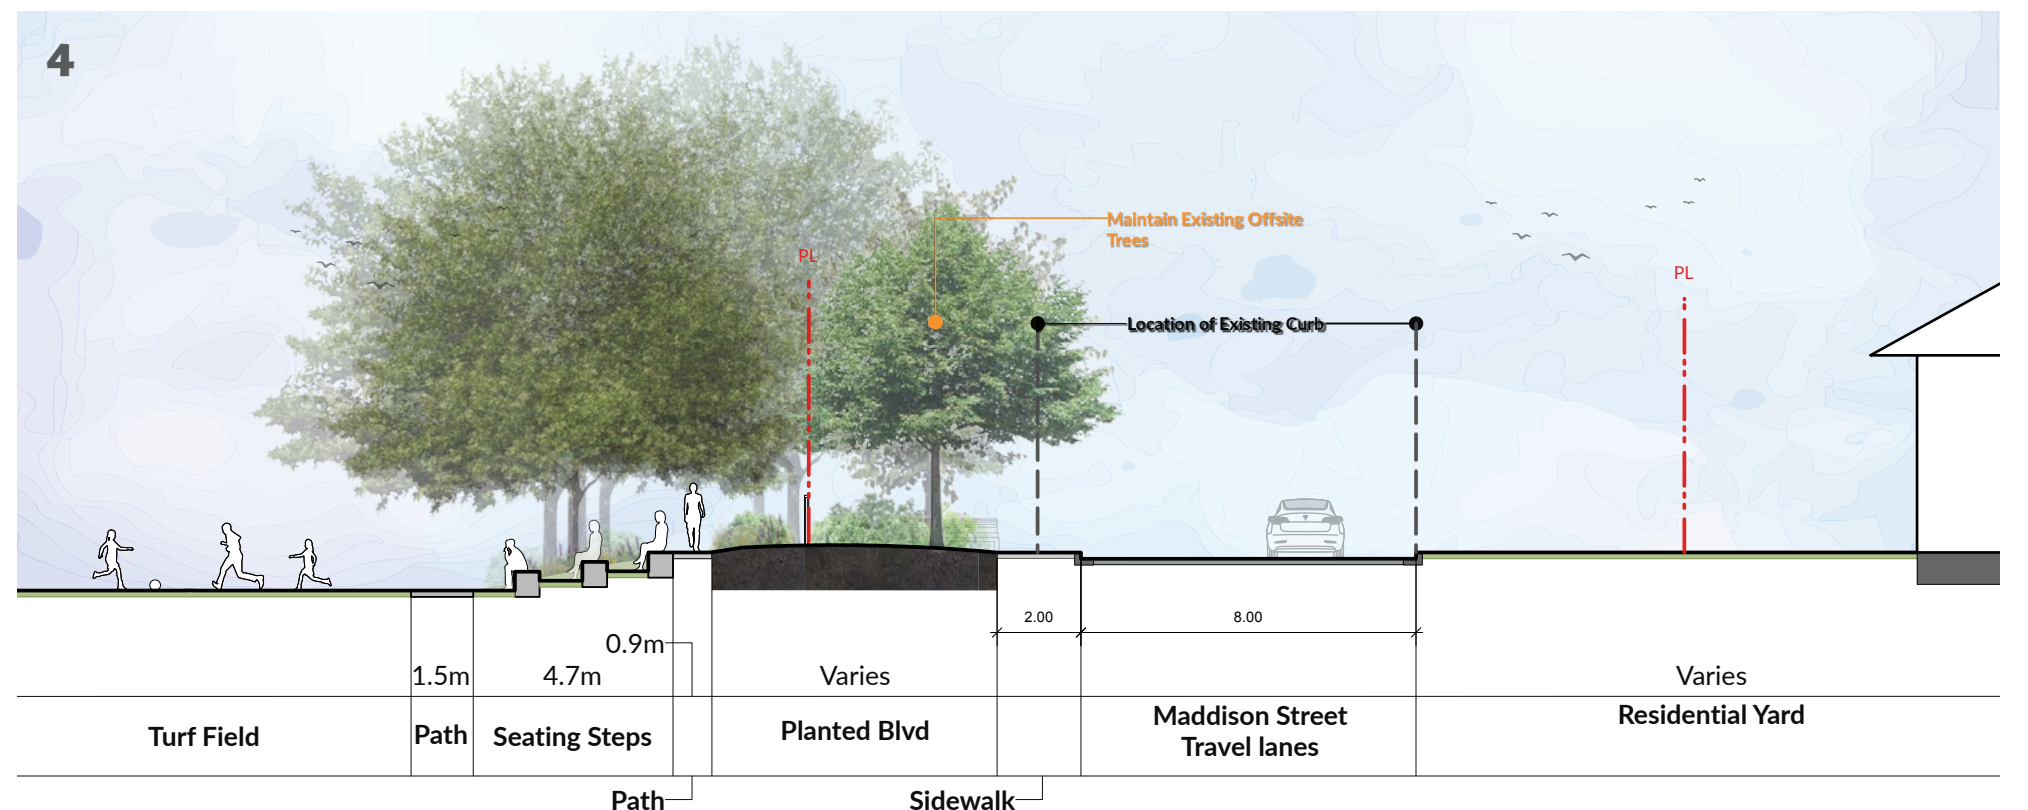 4
Maintain Existing Offsite
Trees
PL
PL
Location of Existing Curb
2.00
8.00
0.9m
1.5m
4.7m
Varies
Varies
Turf Field
Path
Seating Steps
Planted Blvd
Maddison Street
Travel lanes
Residential Yard
Path
Sidewalk